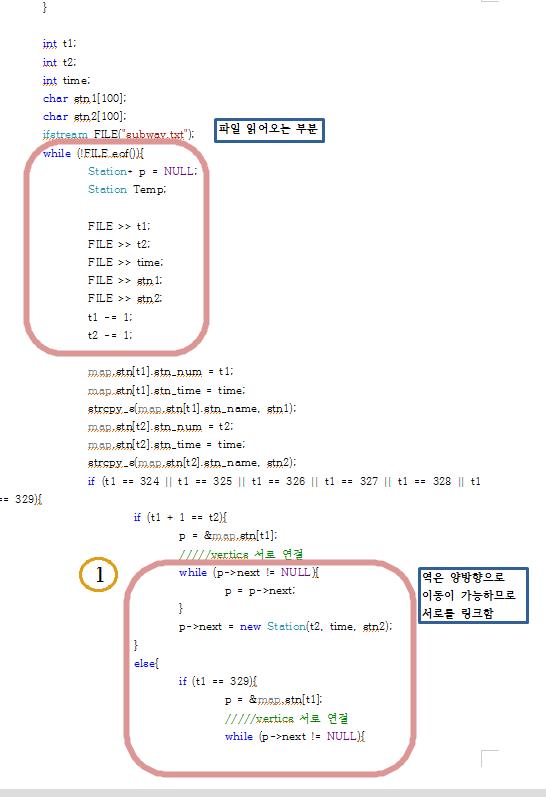 }
int t1;
int t2;
int time;
char stn1[100];
char stn2[100];
ifstream FILE("subway.txt");
파일 읽어오는 부분
while (!FILE.eof()){
Station* p = NULL;
Station Temp;
FILE >> t1;
FILE >> t2;
FILE >> time;
FILE >> stn1;
FILE >> stn2;
t1 -= 1;
t2 -= 1;
map.stn[t1].stn_num = t1;
map.stn[t1].stn_time = time;
strcpy_s(map.stn[t1].stn_name, stn1);
map.stn[t2].stn_num = t2;
map.stn[t2].stn_time = time;
strcpy_s(map.stn[t2].stn_name, stn2);
if (t1 == 324 || t1 == 325 || t1 == 326 || t1 == 327 || t1 == 328 || t1
== 329){
if (t1 + 1 == t2){
p = &map.stn[t1];
/////vertics 서로 연결
1
while (p->next != NULL){
p = p->next;
}
p->next = new Station(t2, time, stn2);
}
역은 양방향으로
이동이 가능하므로
서로를 링크함
else{
if (t1 == 329){
p = &map.stn[t1];
/////vertics 서로 연결
while (p->next != NULL){